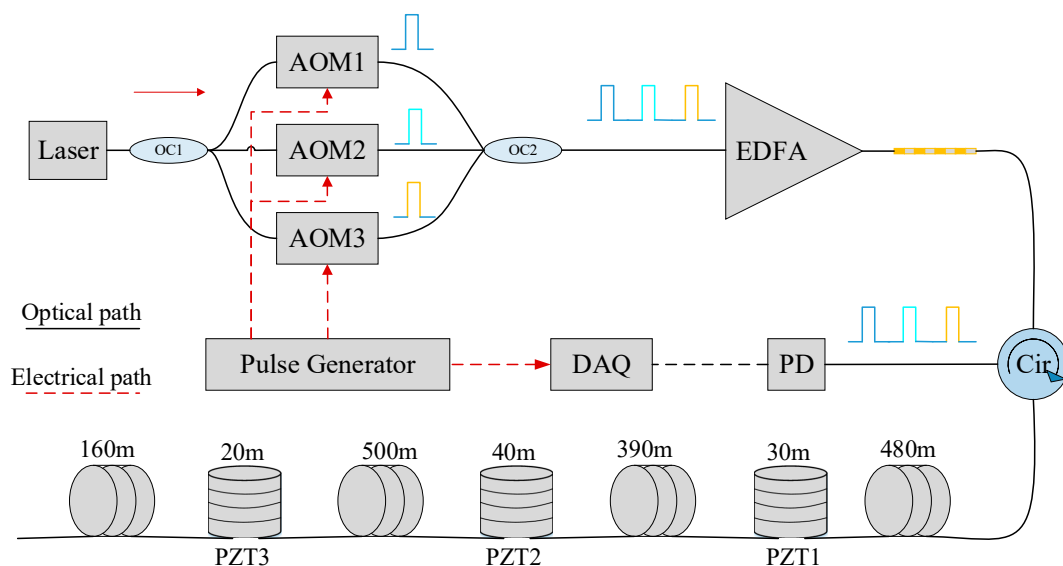 AOM1
Laser
OC1
AOM2
OC2
EDFA
AOM3
Optical path
Electrical path
Pulse Generator
DAQ
PD
Cir
160m
20m
500m
40m
390m
30m
480m
PZT3
PZT2
PZT1